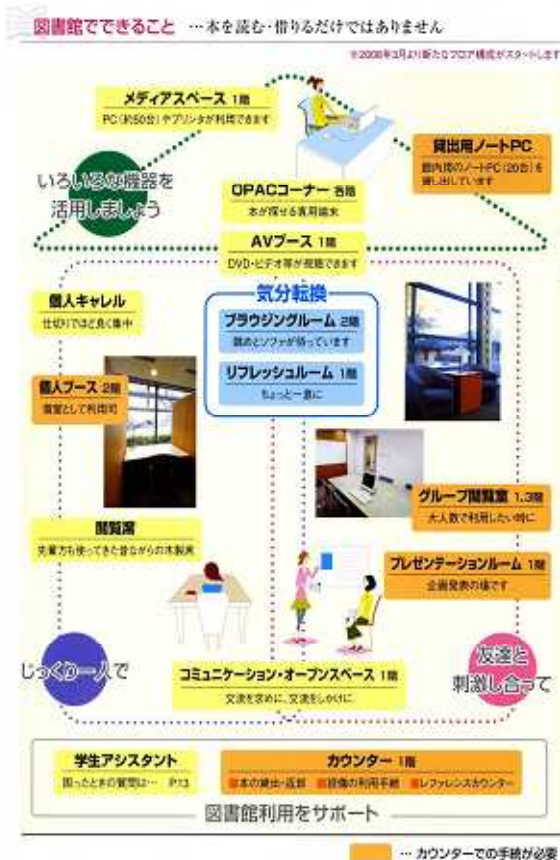 図書館でできること …本を読む・借りるだけではありません
※2008年3月より新たなフロア構成がスタートします
メディアスペース 1階
PC(約50台)やプリンタが利用できます
貸出用ノートPC
館内用のノートPC(20台)を
貸し出しています
いろいろな機器を
活用しましょう
OPACコーナー 各階
本が探せる専用端末
AVブース 1階
DVD・ビデオ等が視聴できます
気分転換
個人キャレル
仕切りでほど良く集中
ブラウジングルーム 2階
眺めとソファが待っています
リフレッシュルーム 1階
ちょっと一息に
個人ブース 2階
個室として利用可
グループ閲覧室 1、3階
大人数で利用したい時に
閲覧席
先輩方も使ってきた昔ながらの木製席
プレゼンテーションルーム 1階
企画発表の場です
じっくり一人で
友達と
刺激し合って
コミュニケーション・オープンスペース 1階
交流を求めに、交流をしかけに
学生アシスタント
困ったときの質問は… P.13
カウンター 1階
■本の貸出・返却 ■設備の利用手続 ■レファレンスカウンター
図書館利用をサポート
… カウンターでの手続が必要